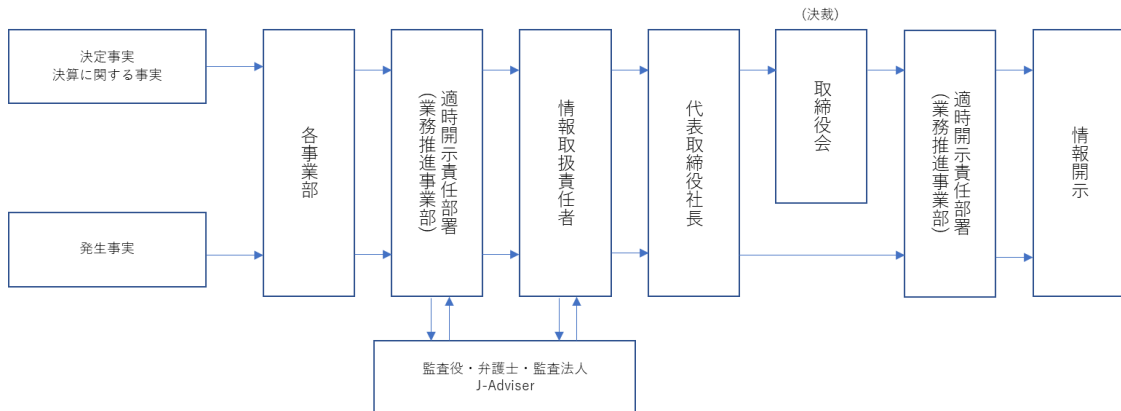 (決裁)
決定事実
決算に関する事実
発生事実
各事業部
適時開示責任部署
(業務推進事業部)
情報取扱責任者
代表取締役社長
取締役会
適時開示責任部署
(業務推進事業部)
情報開示
監査役・弁護士・監査法人
J-Adviser